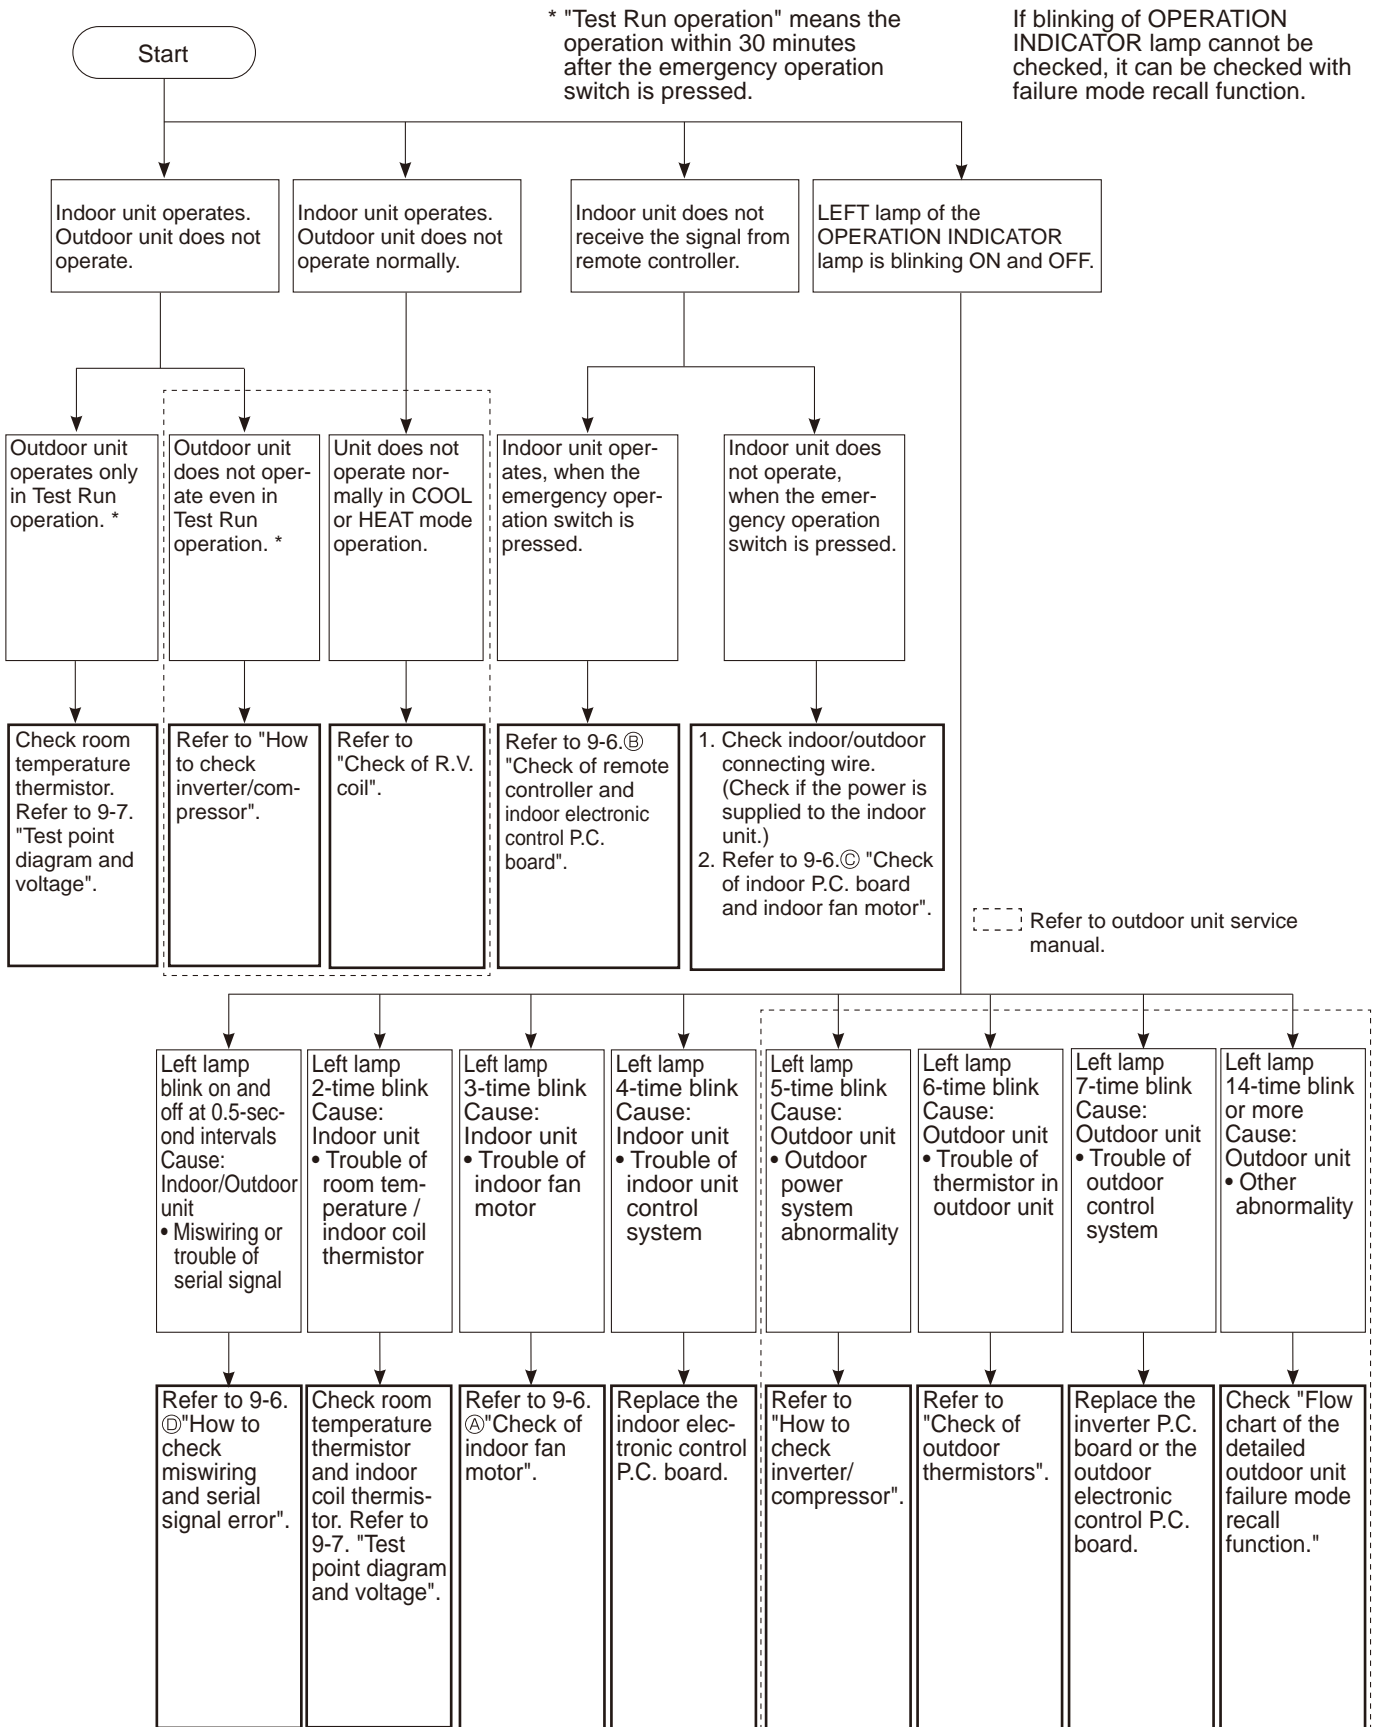 Start
* "Test Run operation" means the
operation within 30 minutes
after the emergency operation
switch is pressed.
If blinking of OPERATION
INDICATOR lamp cannot be
checked, it can be checked with
failure mode recall function.
Indoor unit operates.
Outdoor unit does not
operate.
Indoor unit operates.
Outdoor unit does not
operate normally.
Indoor unit does not
receive the signal from
remote controller.
LEFT lamp of the
OPERATION INDICATOR
lamp is blinking ON and OFF.
Outdoor unit
operates only
in Test Run
operation. *
Outdoor unit
does not oper-
ate even in
Test Run
operation. *
Unit does not
operate nor-
mally in COOL
or HEAT mode
operation.
Indoor unit oper-
ates, when the
emergency oper-
ation switch is
pressed.
Indoor unit does
not operate,
when the emer-
gency operation
switch is pressed.
Check room
temperature
thermistor.
Refer to 9-7.
"Test point
diagram and
voltage".
Refer to "How
to check
inverter/com-
pressor".
Refer to
"Check of R.V.
coil".
Refer to 9-6.Ⓑ
"Check of remote
controller and
indoor electronic
control P.C.
board".
1. Check indoor/outdoor
connecting wire.
(Check if the power is
supplied to the indoor
unit.)
2. Refer to 9-6.Ⓒ "Check
of indoor P.C. board
and indoor fan motor".
Refer to outdoor unit service
manual.
Left lamp
blink on and
off at 0.5-sec-
ond intervals
Cause:
Indoor/Outdoor
unit
• Miswiring or
trouble of
serial signal
Left lamp
2-time blink
Cause:
Indoor unit
• Trouble of
room tem-
perature /
indoor coil
thermistor
Left lamp
3-time blink
Cause:
Indoor unit
• Trouble of
indoor fan
motor
Left lamp
4-time blink
Cause:
Indoor unit
• Trouble of
indoor unit
control
system
Left lamp
5-time blink
Cause:
Outdoor unit
• Outdoor
power
system
abnormality
Left lamp
6-time blink
Cause:
Outdoor unit
• Trouble of
thermistor in
outdoor unit
Left lamp
7-time blink
Cause:
Outdoor unit
• Trouble of
outdoor
control
system
Left lamp
14-time blink
or more
Cause:
Outdoor unit
• Other
abnormality
Refer to 9-6.
Ⓓ"How to
check
miswiring
and serial
signal error".
Check room
temperature
thermistor
and indoor
coil thermis-
tor. Refer to
9-7. "Test
point diagram
and voltage".
Refer to 9-6.
Ⓐ"Check of
indoor fan
motor".
Replace the
indoor elec-
tronic control
P.C. board.
Refer to
"How to
check
inverter/
compressor".
Refer to
"Check of
outdoor
thermistors".
Replace the
inverter P.C.
board or the
outdoor
electronic
control P.C.
board.
Check "Flow
chart of the
detailed
outdoor unit
failure mode
recall
function."